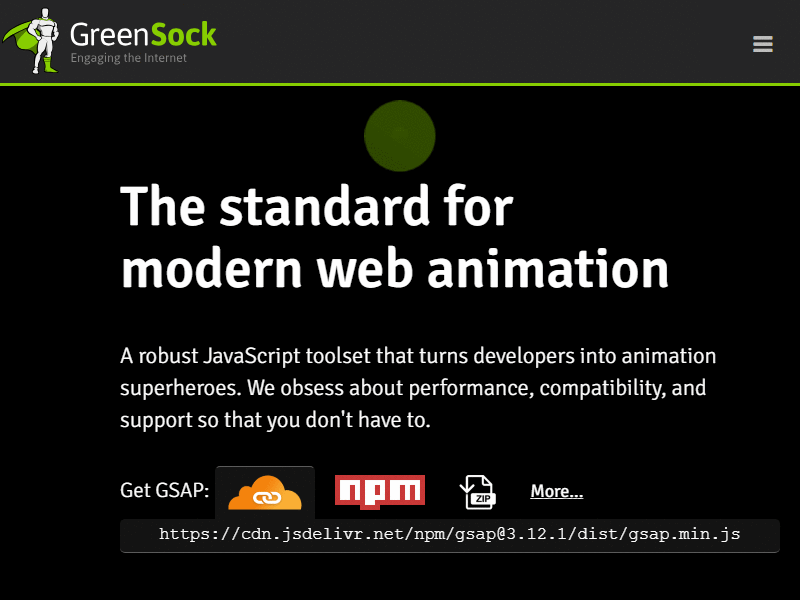 GreenSock
Engaging the Internet
The standard for
modern web animation
A robust JavaScript toolset that turns developers into animation
superheroes. We obsess about performance, compatibility, and
support so that you don't have to.
Get GSAP: npm ZIP More...
https://cdn.jsdelivr.net/npm/gsap@3.12.1/dist/gsap.min.js